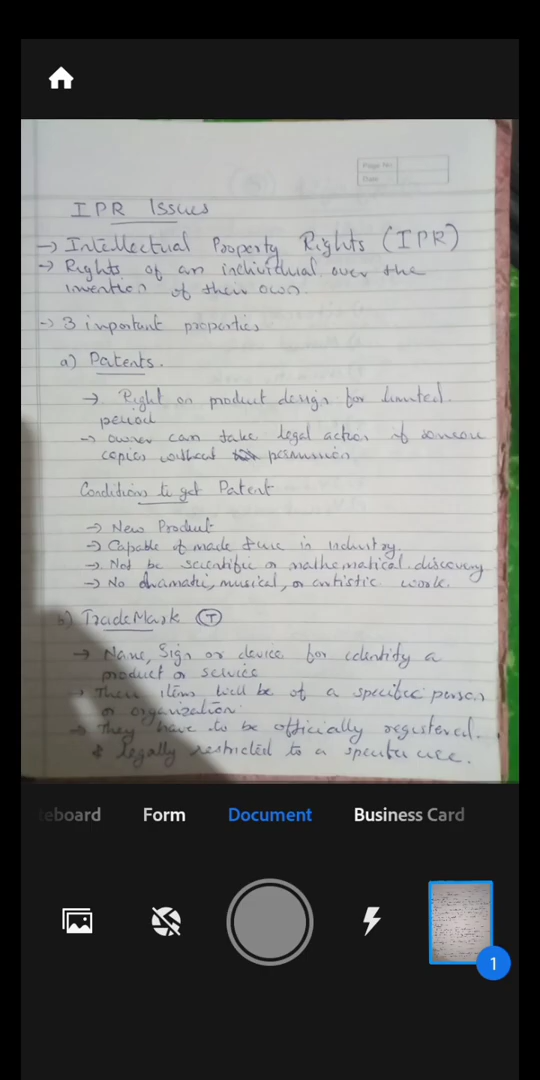 Page No.
Date
IPR Issues
→ Intellectual Property Rights (IPR)
→ Rights of an individual over the
invention of their own.
→ 3 important properties
a) Patents.
→ Right on product design for limited
period
→ owner can take legal action if someone
copies without permission
Conditions to get Patent
→ New Product
→ Capable of made & use in industry.
→ Not be scientific or mathematical discovery
→ No dramatic, musical, or artistic work.
b) TradeMark Ⓣ
→ Name, Sign or device for identify a
product or service
→ These items will be of a specific person
or organization.
→ They have to be officially registered.
& legally restricted to a specific use.
eboard
Form
Document
Business Card
1